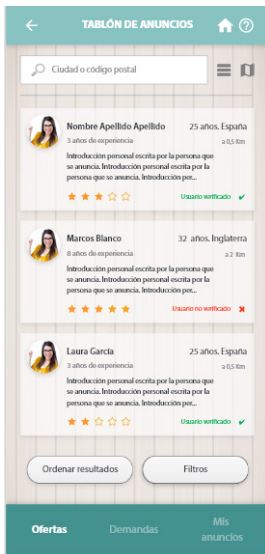 TABLÓN DE ANUNCIOS
Ciudad o código postal
Nombre Apellido Apellido 25 años. España
3 años de experiencia a 0,5 Km
Introducción personal escrita por la persona que
se anuncia. Introducción personal escrita por la
persona que se anuncia. Introducción per...
Usuario verificado
Marcos Blanco 32 años. Inglaterra
8 años de experiencia a 2 Km
Introducción personal escrita por la persona que
se anuncia. Introducción personal escrita por la
persona que se anuncia. Introducción per...
Usuario no verificado
Laura García 25 años. España
3 años de experiencia a 0,5 Km
Introducción personal escrita por la persona que
se anuncia. Introducción personal escrita por la
persona que se anuncia. Introducción per...
Usuario verificado
Ordenar resultados Filtros
Ofertas Demandas Mis
anuncios